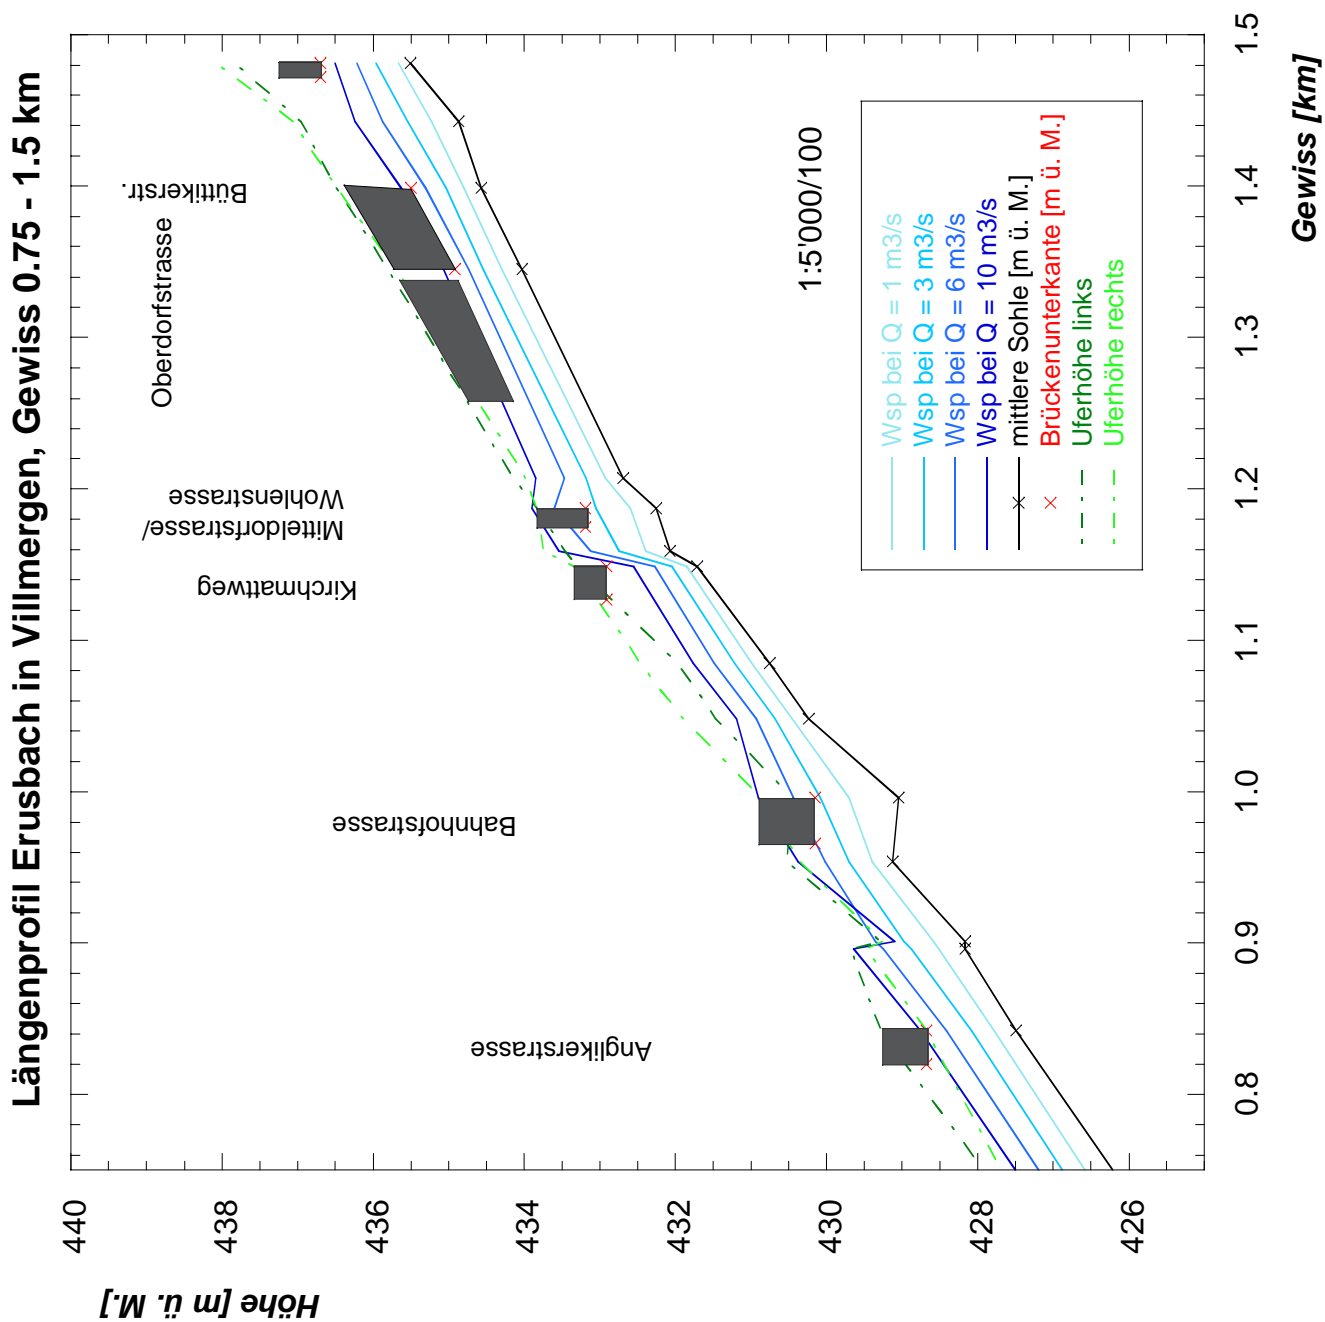 Längenprofil Erusbach in Villmergen, Gewiss 0.75 - 1.5 km
Höhe [m ü. M.]
440
436
434
432
430
428
426
Anglikerstrasse
Bahnhofstrasse
Kirchmattweg
Mitteldorfstrasse/
Wohlenstrasse
Oberdorfstrasse
Büttikerstr.
1:5'000/100
Wsp bei Q = 1 m3/s
Wsp bei Q = 3 m3/s
Wsp bei Q = 6 m3/s
Wsp bei Q = 10 m3/s
mittlere Sohle [m ü. M.]
Brückenunterkante [m ü. M.]
Uferhöhe links
Uferhöhe rechts
0.8
0.9
1.0
1.1
1.2
1.3
1.4
1.5
Gewiss [km]